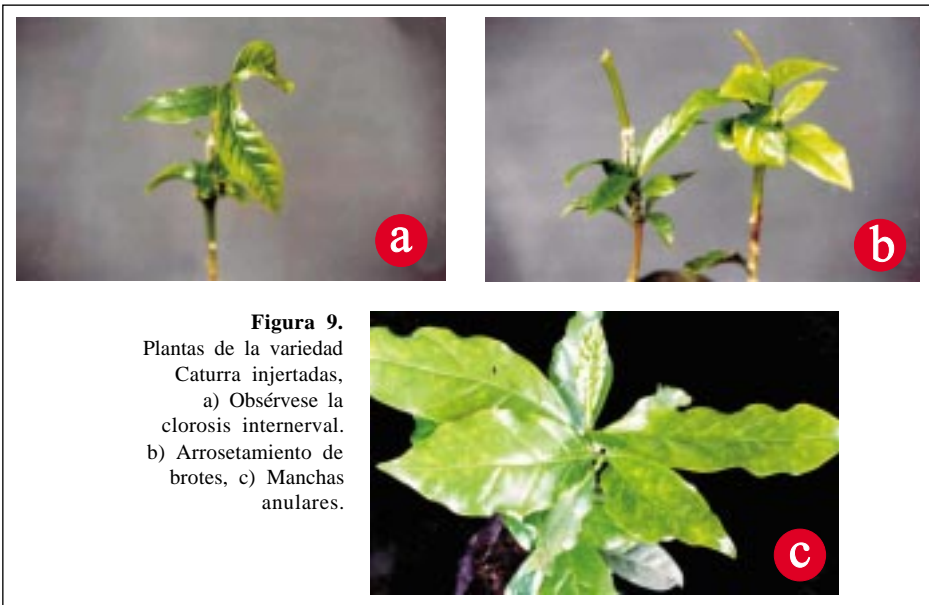 a
b
Figura 9.
Plantas de la variedad
Caturra injertadas,
a) Obsérvese la
clorosis internerval.
b) Arrosetamiento de
brotes, c) Manchas
anulares.
c